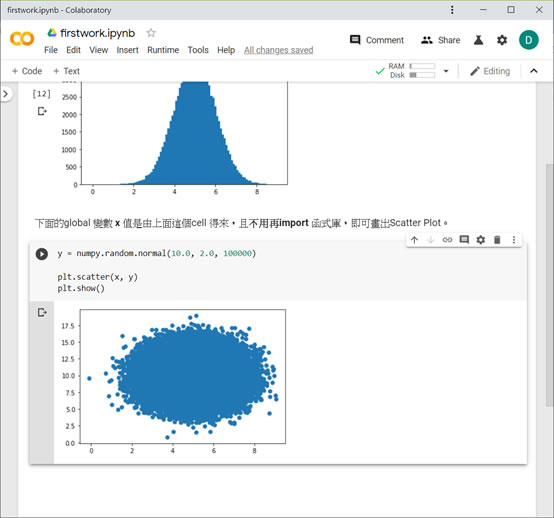 firstwork.ipynb - Colaboratory
firstwork.ipynb
File Edit View Insert Runtime Tools Help All changes saved
Comment Share D
+ Code + Text
RAM
Disk
Editing
[12]
2500
2000
1500
1000
500
0
0 2 4 6 8
下面的global 變數 x 值是由上面這個cell 得來，且不用再import 函式庫，即可畫出Scatter Plot。
y = numpy.random.normal(10.0, 2.0, 100000)
plt.scatter(x, y)
plt.show()
17.5
15.0
12.5
10.0
7.5
5.0
2.5
0.0
0 2 4 6 8